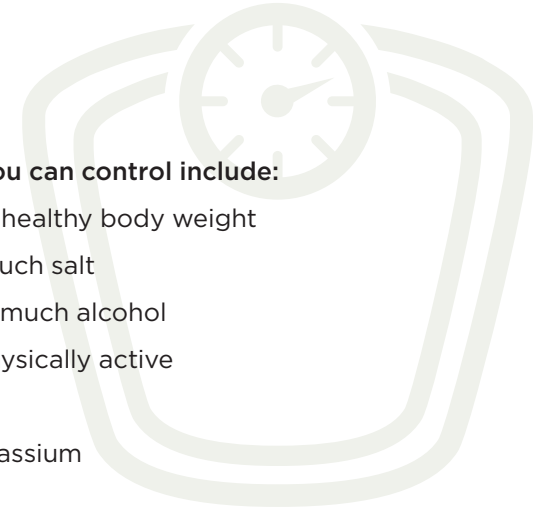 ou can control include:
healthy body weight
uch salt
much alcohol
ysically active
assium